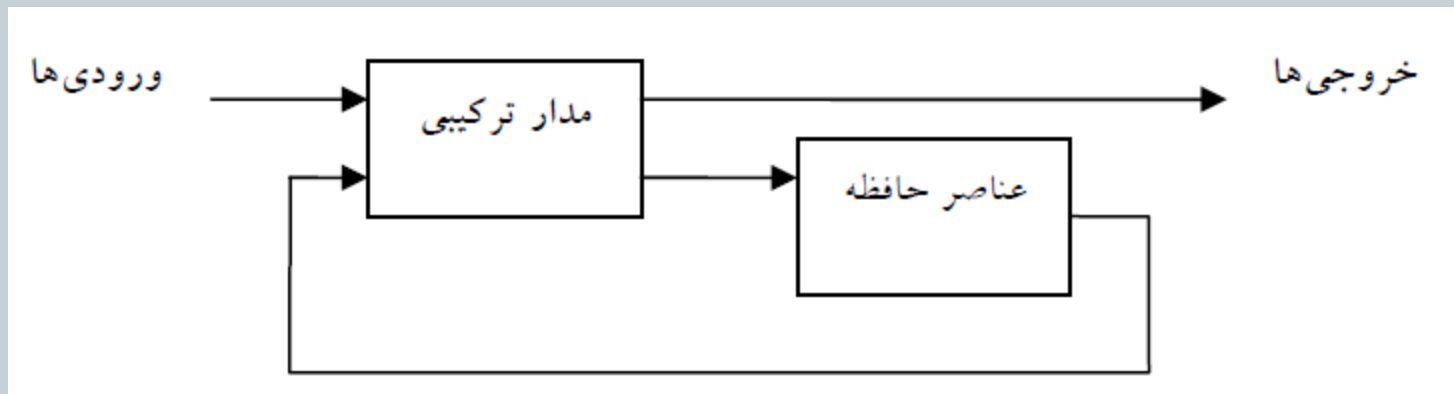 ورودی‌ها
مدار ترکیبی
خروجی‌ها
عناصر حافظه